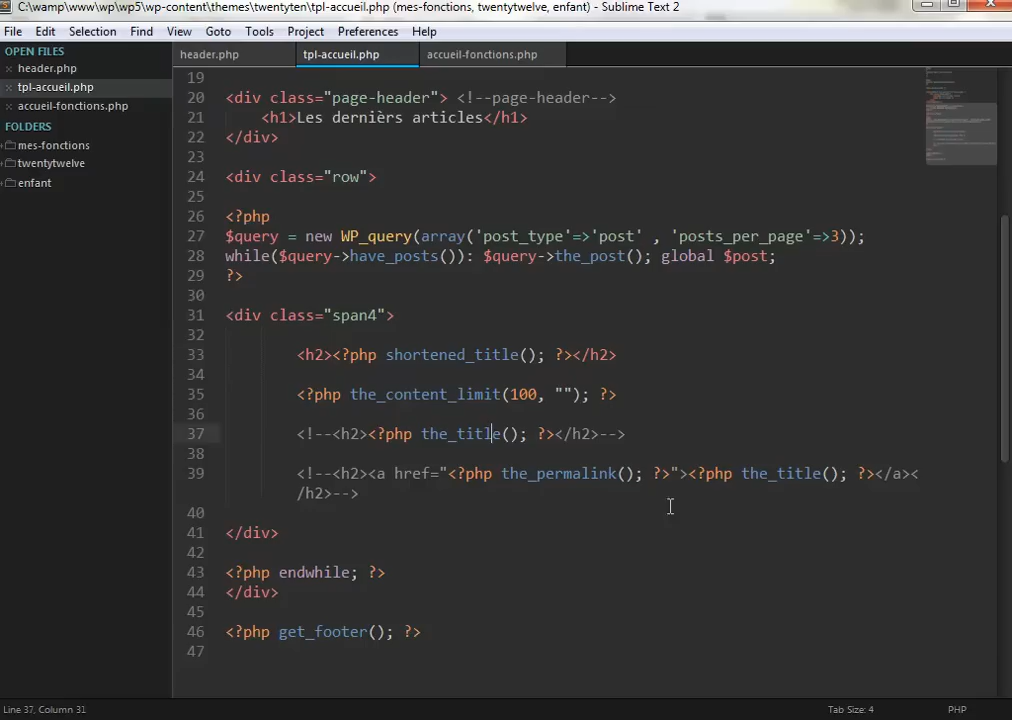 C:\wamp\www\wp\wp5\wp-content\themes\twentyten\tpl-accueil.php (mes-fonctions, twentytwelve, enfant) - Sublime Text 2
File Edit Selection Find View Goto Tools Project Preferences Help
OPEN FILES
header.php
tpl-accueil.php
accueil-fonctions.php
FOLDERS
mes-fonctions
twentytwelve
enfant
header.php tpl-accueil.php accueil-fonctions.php
19
20 <div class="page-header"> <!--page-header-->
21 <h1>Les dernièrs articles</h1>
22 </div>
23
24 <div class="row">
25
26 <?php
27 $query = new WP_query(array('post_type'=>'post' , 'posts_per_page'=>3));
28 while($query->have_posts()): $query->the_post(); global $post;
29 ?>
30
31 <div class="span4">
32
33 <h2><?php shortened_title(); ?></h2>
34
35 <?php the_content_limit(100, ""); ?>
36
37 <!--<h2><?php the_title(); ?></h2>-->
38
39 <!--<h2><a href="<?php the_permalink(); ?>"><?php the_title(); ?></a><
/h2>-->
40
41 </div>
42
43 <?php endwhile; ?>
44 </div>
45
46 <?php get_footer(); ?>
47
Line 37, Column 31 Tab Size: 4 PHP